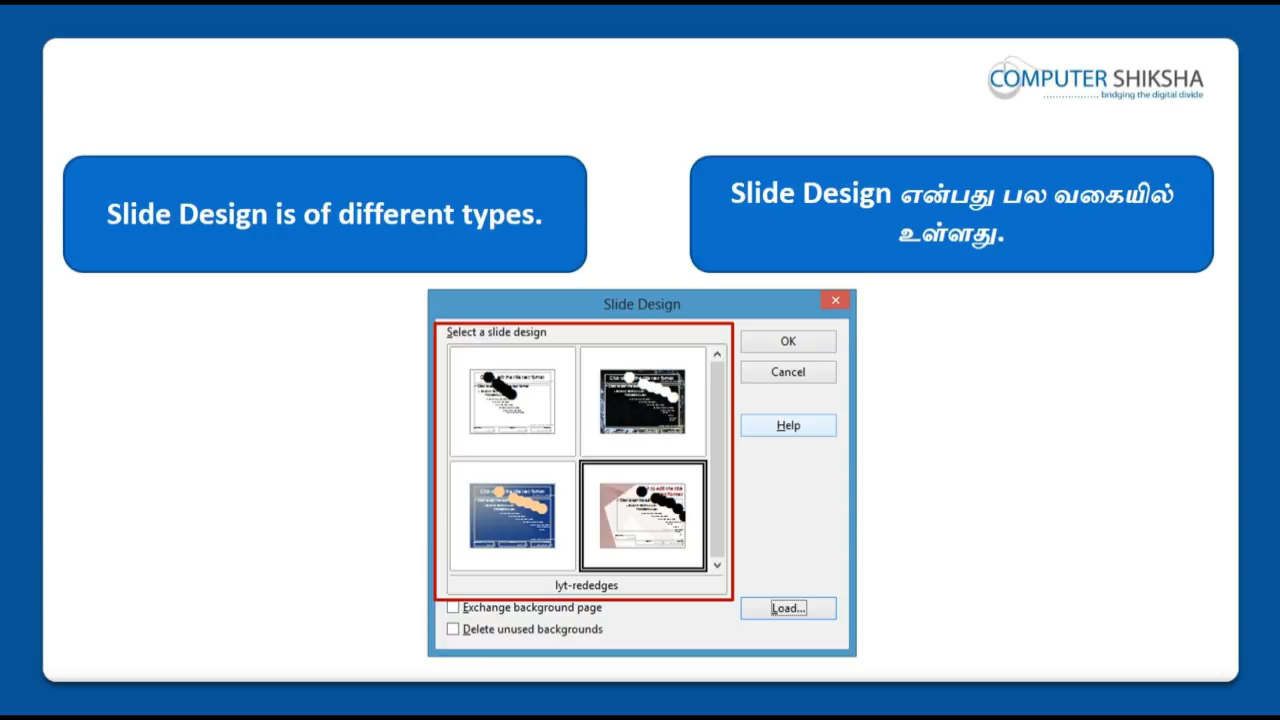 COMPUTER SHIKSHA
bridging the digital divide
Slide Design is of different types.
Slide Design என்பது பல வகையில்
உள்ளது.
Slide Design
Select a slide design
OK
Cancel
Help
lyt-rededges
Exchange background page
Load...
Delete unused backgrounds